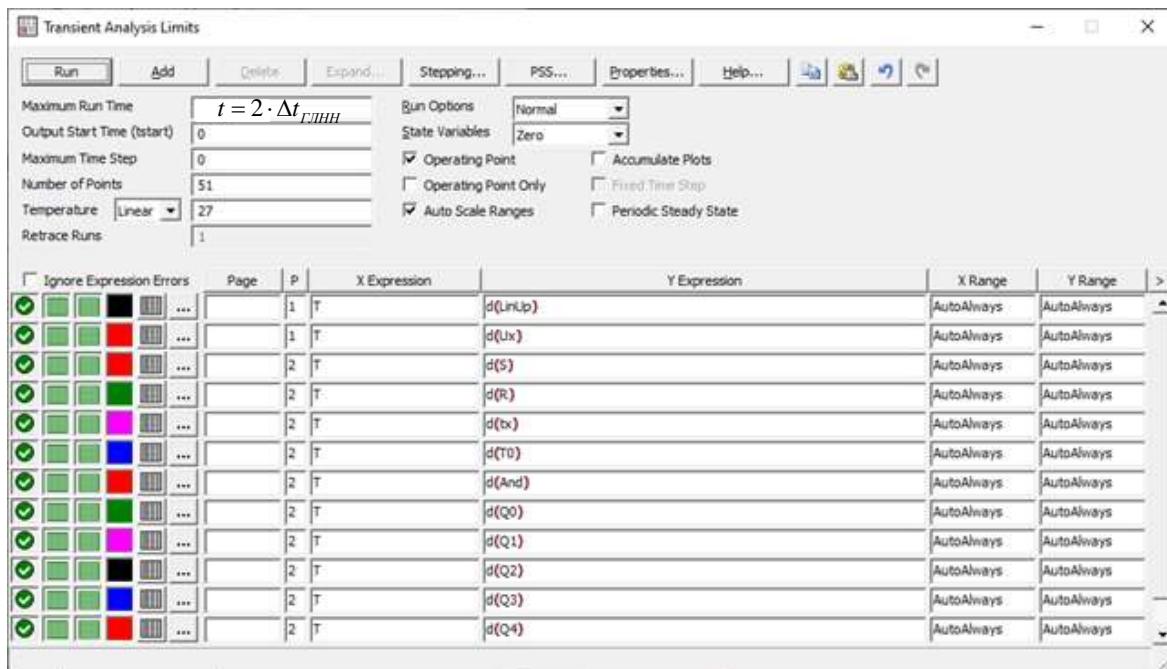 Transient Analysis Limits
Run Add Delete Expand... Stepping... PSS... Properties... Help...
Maximum Run Time t = 2 · Δt ГЛНН Run Options Normal
Output Start Time (tstart) 0 State Variables Zero
Maximum Time Step 0 Operating Point Accumulate Plots
Number of Points 51 Operating Point Only Fixed Time Step
Temperature Linear 27 Auto Scale Ranges Periodic Steady State
Retrace Runs 1
Ignore Expression Errors Page P X Expression Y Expression X Range Y Range >
... 1 T d(LinUp) AutoAlways AutoAlways
... 1 T d(Ux) AutoAlways AutoAlways
... 2 T d(S) AutoAlways AutoAlways
... 2 T d(R) AutoAlways AutoAlways
... 2 T d(tx) AutoAlways AutoAlways
... 2 T d(T0) AutoAlways AutoAlways
... 2 T d(And) AutoAlways AutoAlways
... 2 T d(Q0) AutoAlways AutoAlways
... 2 T d(Q1) AutoAlways AutoAlways
... 2 T d(Q2) AutoAlways AutoAlways
... 2 T d(Q3) AutoAlways AutoAlways
... 2 T d(Q4) AutoAlways AutoAlways